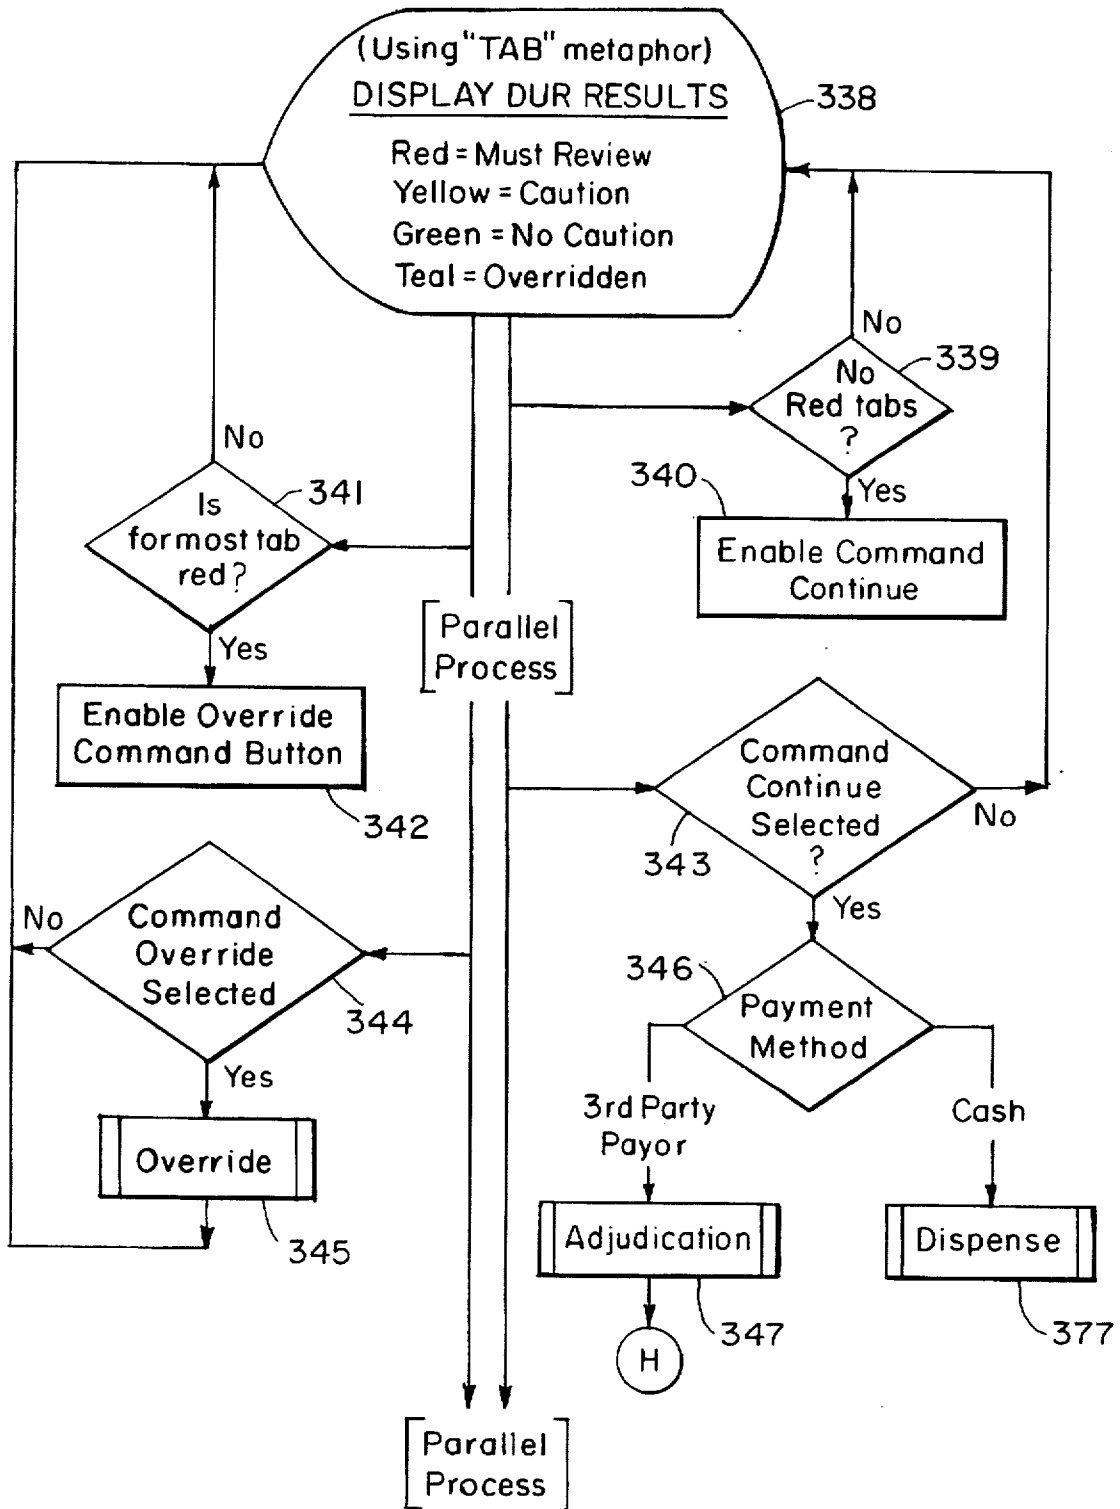 (Using "TAB" metaphor)
DISPLAY DUR RESULTS
338
Red = Must Review
Yellow = Caution
Green = No Caution
Teal = Overridden
No
339
No
Red tabs
?
No
341
340
Yes
Is
formost tab
red?
Enable Command
Continue
[Parallel
Process]
Yes
Enable Override
Command Button
342
Command
Continue
Selected
?
343
No
Yes
No
Command
Override
Selected
344
346
Payment
Method
Yes
3rd Party
Payor
Cash
Override
345
Adjudication
347
Dispense
377
H
[Parallel
Process]